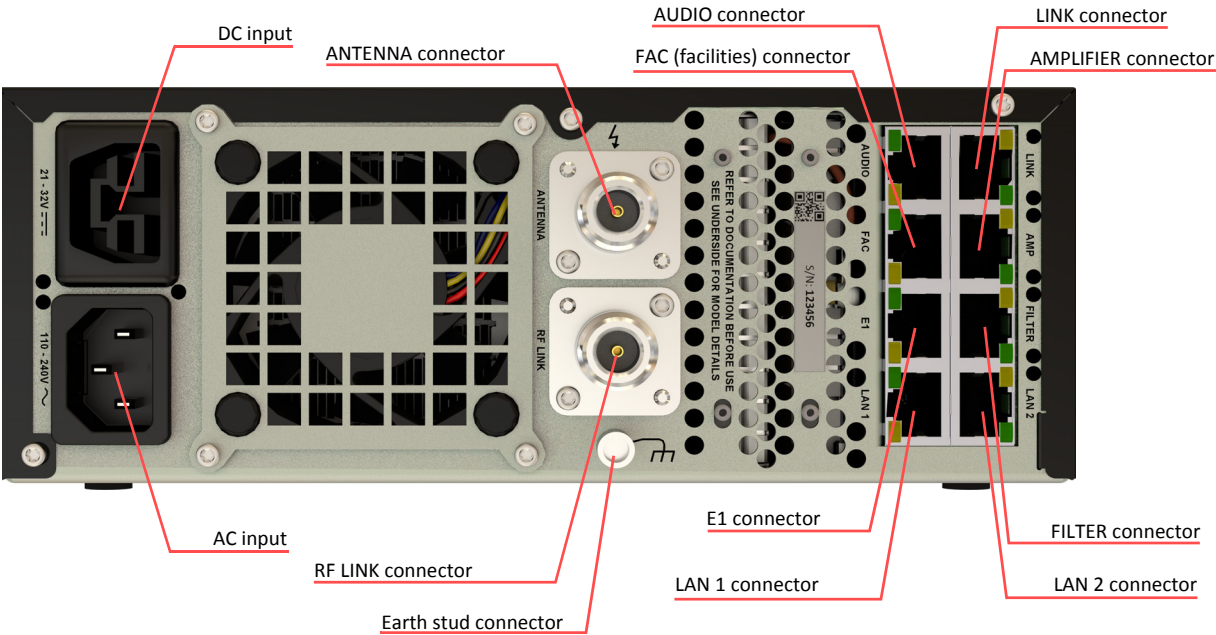 AUDIO connector
LINK connector
DC input
ANTENNA connector
FAC (facilities) connector
AMPLIFIER connector
21 - 32V
110 - 240V
ANTENNA
RF LINK
REFER TO DOCUMENTATION BEFORE USE
SEE UNDERSIDE FOR MODEL DETAILS
S/N: 123456
AUDIO
FAC
E1
LAN 1
LINK
AMP
FILTER
LAN 2
E1 connector
FILTER connector
AC input
RF LINK connector
LAN 1 connector
LAN 2 connector
Earth stud connector